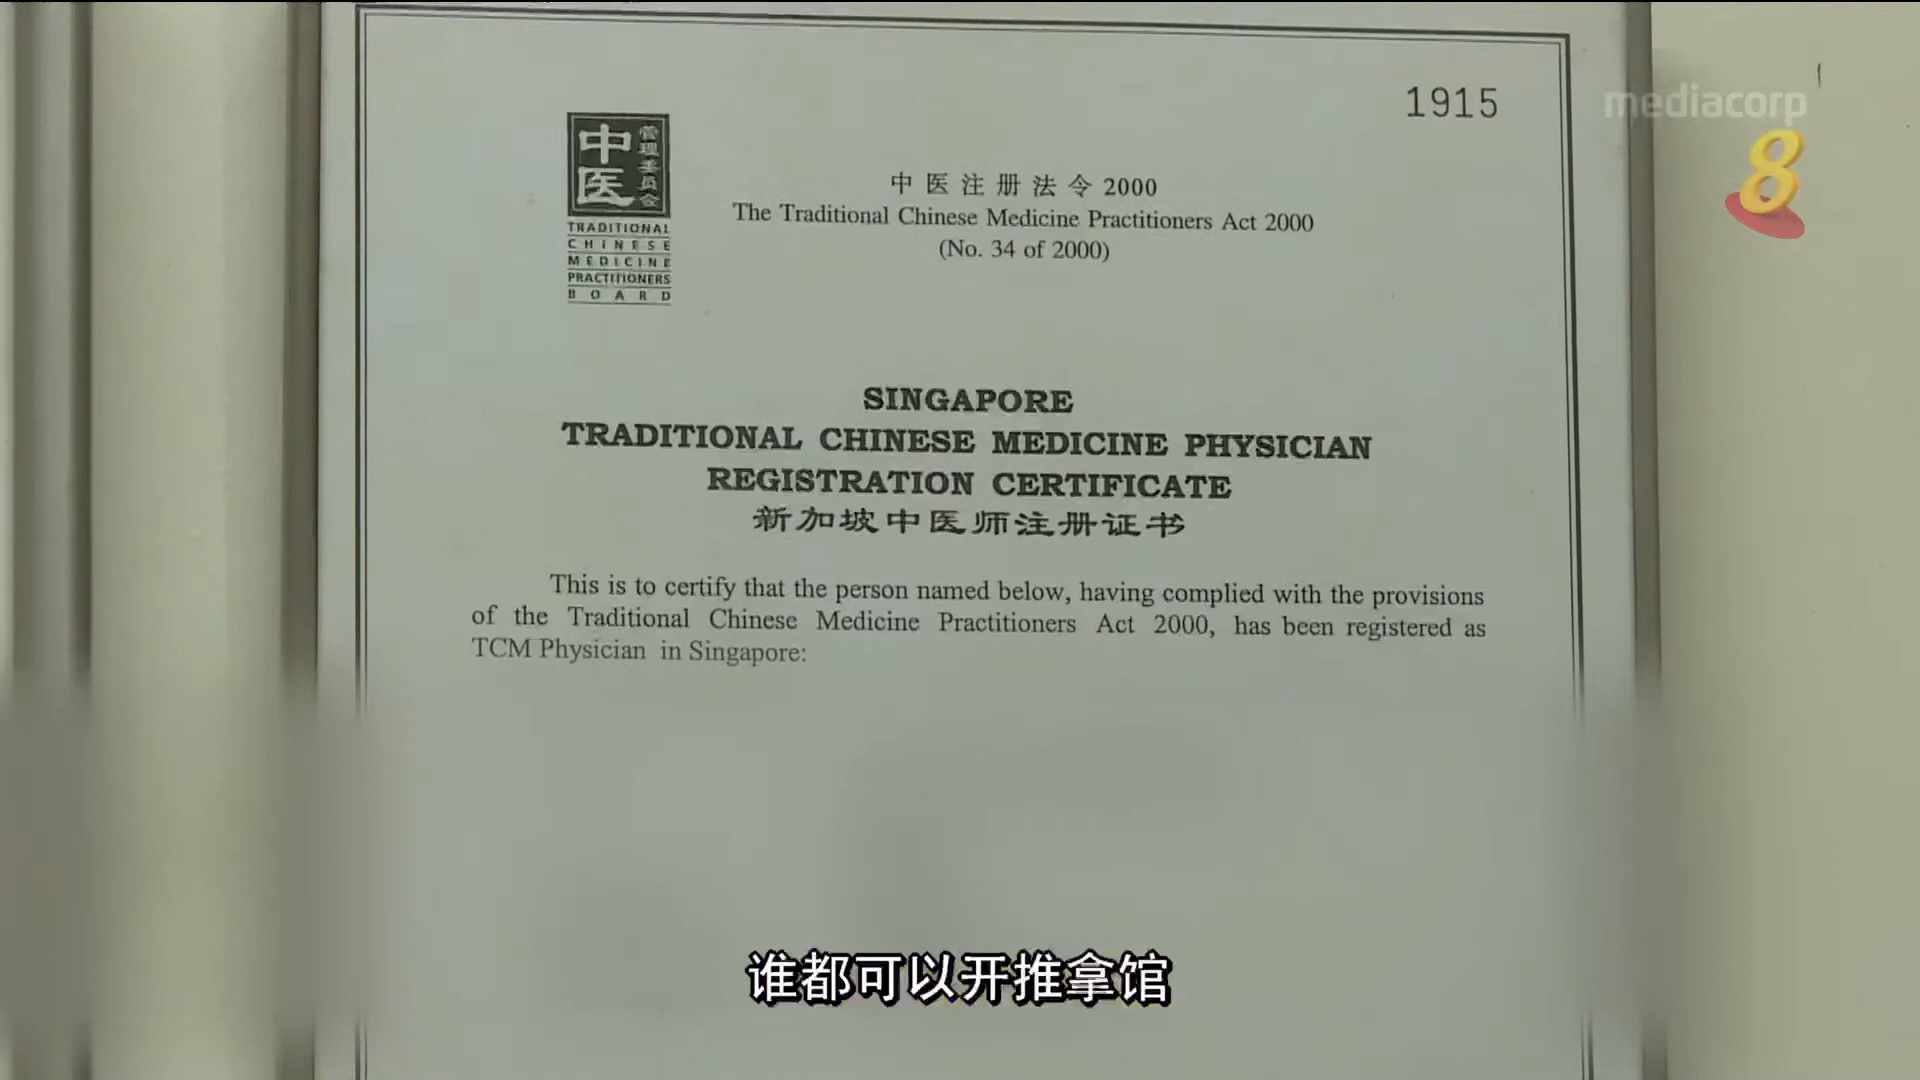 1915
mediacorp
8
中医
管理委员会
TRADITIONAL
CHINESE
MEDICINE
PRACTITIONERS
BOARD
中医注册法令2000
The Traditional Chinese Medicine Practitioners Act 2000
(No. 34 of 2000)
SINGAPORE
TRADITIONAL CHINESE MEDICINE PHYSICIAN
REGISTRATION CERTIFICATE
新加坡中医师注册证书
This is to certify that the person named below, having complied with the provisions
of the Traditional Chinese Medicine Practitioners Act 2000, has been registered as
TCM Physician in Singapore:
谁都可以开推拿馆